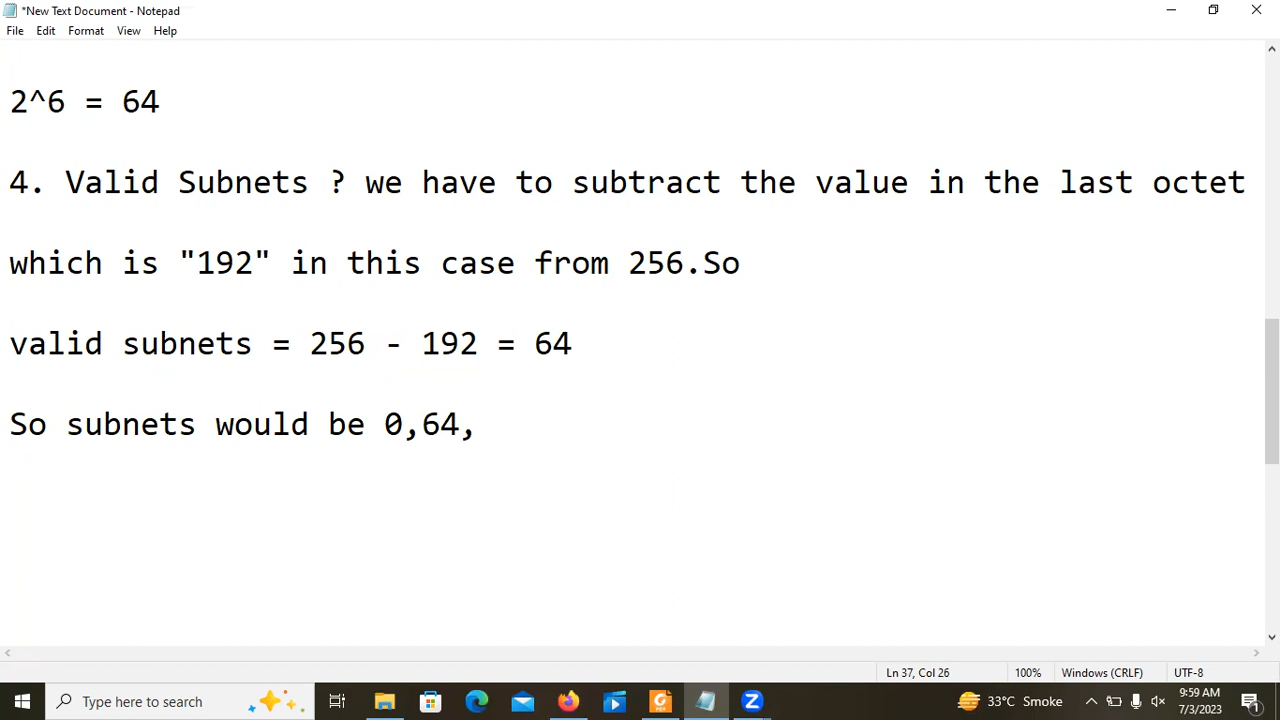 *New Text Document - Notepad
File Edit Format View Help
2^6 = 64
4. Valid Subnets ? we have to subtract the value in the last octet
which is "192" in this case from 256.So
valid subnets = 256 - 192 = 64
So subnets would be 0,64,
Ln 37, Col 26 100% Windows (CRLF) UTF-8
Type here to search
33°C Smoke
9:59 AM
7/3/2023
1